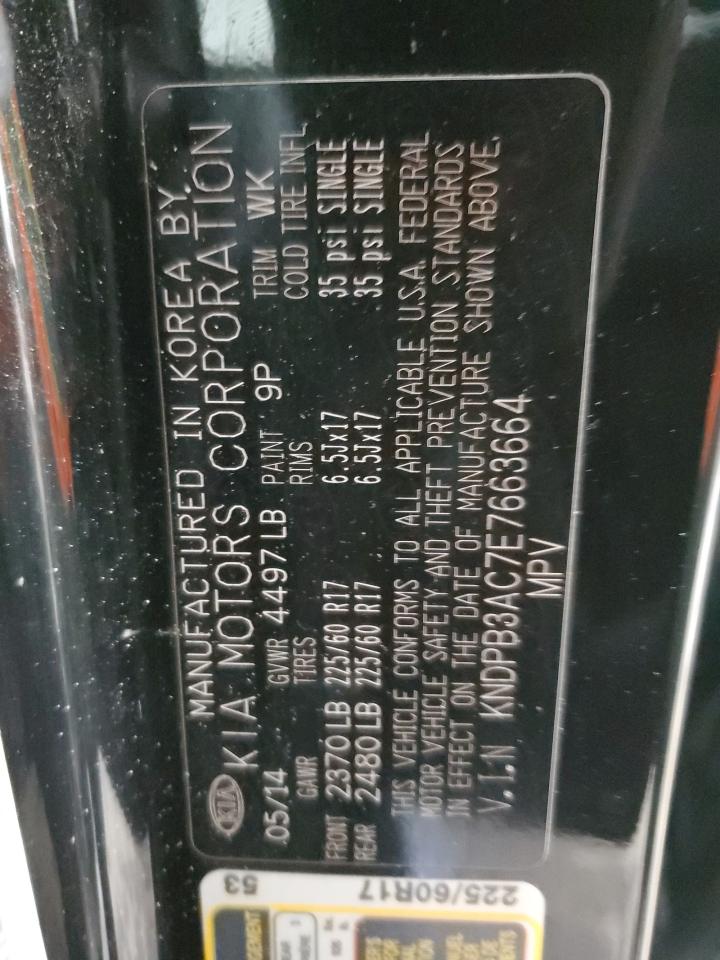 MANUFACTURED IN KOREA BY
KIA KIA MOTORS CORPORATION
05/14 GVWR 4497 LB PAINT 9P TRIM WK
GAWR TIRES RIMS COLD TIRE INFL
FRONT 2370 LB 225/60 R17 6.5Jx17 35 psi SINGLE
REAR 2480 LB 225/60 R17 6.5Jx17 35 psi SINGLE
THIS VEHICLE CONFORMS TO ALL APPLICABLE U.S.A. FEDERAL
MOTOR VEHICLE SAFETY AND THEFT PREVENTION STANDARDS
IN EFFECT ON THE DATE OF MANUFACTURE SHOWN ABOVE.
V.I.N KNDPB3AC7E7663664
MPV
225/60R17
53